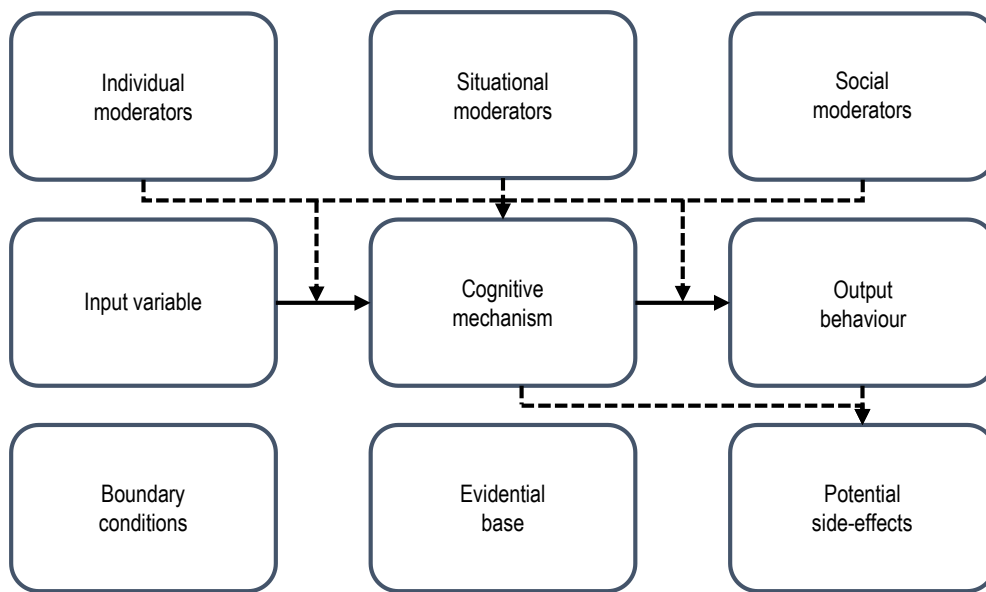 Individual
moderators
Situational
moderators
Social
moderators
Input variable
Cognitive
mechanism
Output
behaviour
Boundary
conditions
Evidential
base
Potential
side-effects